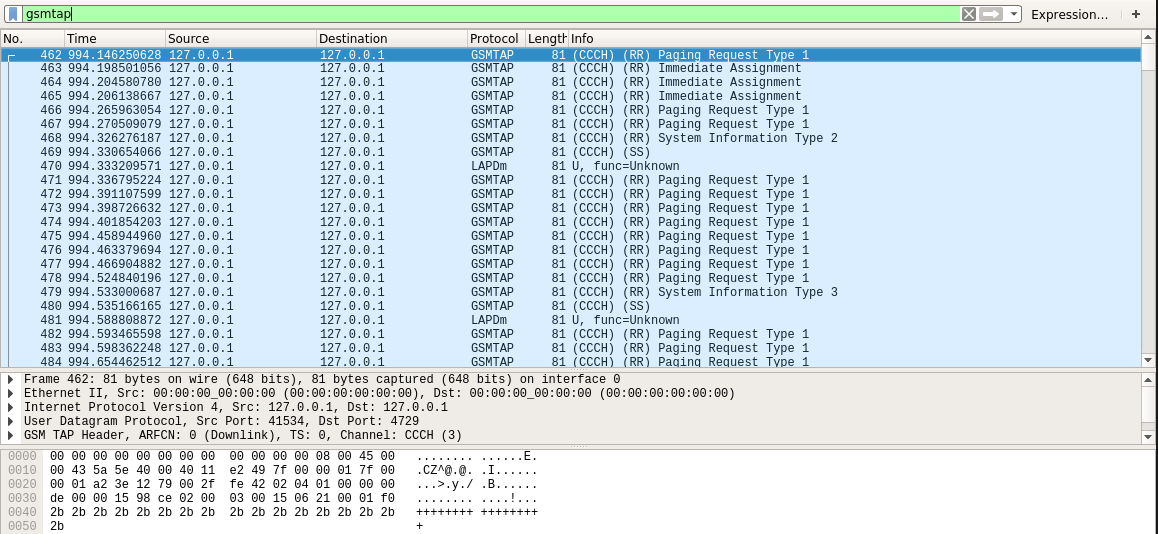 gsmtap Expression... +
No. Time Source Destination Protocol Length Info
462 994.146250628 127.0.0.1 127.0.0.1 GSMTAP 81 (CCCH) (RR) Paging Request Type 1
463 994.198501056 127.0.0.1 127.0.0.1 GSMTAP 81 (CCCH) (RR) Immediate Assignment
464 994.204580780 127.0.0.1 127.0.0.1 GSMTAP 81 (CCCH) (RR) Immediate Assignment
465 994.206138667 127.0.0.1 127.0.0.1 GSMTAP 81 (CCCH) (RR) Immediate Assignment
466 994.265963054 127.0.0.1 127.0.0.1 GSMTAP 81 (CCCH) (RR) Paging Request Type 1
467 994.270509079 127.0.0.1 127.0.0.1 GSMTAP 81 (CCCH) (RR) Paging Request Type 1
468 994.326276187 127.0.0.1 127.0.0.1 GSMTAP 81 (CCCH) (RR) System Information Type 2
469 994.330654066 127.0.0.1 127.0.0.1 GSMTAP 81 (CCCH) (SS)
470 994.333209571 127.0.0.1 127.0.0.1 LAPDm 81 U, func=Unknown
471 994.336795224 127.0.0.1 127.0.0.1 GSMTAP 81 (CCCH) (RR) Paging Request Type 1
472 994.391107599 127.0.0.1 127.0.0.1 GSMTAP 81 (CCCH) (RR) Paging Request Type 1
473 994.398726632 127.0.0.1 127.0.0.1 GSMTAP 81 (CCCH) (RR) Paging Request Type 1
474 994.401854203 127.0.0.1 127.0.0.1 GSMTAP 81 (CCCH) (RR) Paging Request Type 1
475 994.458944960 127.0.0.1 127.0.0.1 GSMTAP 81 (CCCH) (RR) Paging Request Type 1
476 994.463379694 127.0.0.1 127.0.0.1 GSMTAP 81 (CCCH) (RR) Paging Request Type 1
477 994.466904882 127.0.0.1 127.0.0.1 GSMTAP 81 (CCCH) (RR) Paging Request Type 1
478 994.524840196 127.0.0.1 127.0.0.1 GSMTAP 81 (CCCH) (RR) Paging Request Type 1
479 994.533000687 127.0.0.1 127.0.0.1 GSMTAP 81 (CCCH) (RR) System Information Type 3
480 994.535166165 127.0.0.1 127.0.0.1 GSMTAP 81 (CCCH) (SS)
481 994.588808872 127.0.0.1 127.0.0.1 LAPDm 81 U, func=Unknown
482 994.593465598 127.0.0.1 127.0.0.1 GSMTAP 81 (CCCH) (RR) Paging Request Type 1
483 994.598362248 127.0.0.1 127.0.0.1 GSMTAP 81 (CCCH) (RR) Paging Request Type 1
484 994.654462512 127.0.0.1 127.0.0.1 GSMTAP 81 (CCCH) (RR) Paging Request Type 1
Frame 462: 81 bytes on wire (648 bits), 81 bytes captured (648 bits) on interface 0
Ethernet II, Src: 00:00:00_00:00:00 (00:00:00:00:00:00), Dst: 00:00:00_00:00:00 (00:00:00:00:00:00)
Internet Protocol Version 4, Src: 127.0.0.1, Dst: 127.0.0.1
User Datagram Protocol, Src Port: 41534, Dst Port: 4729
GSM TAP Header, ARFCN: 0 (Downlink), TS: 0, Channel: CCCH (3)
0000 00 00 00 00 00 00 00 00 00 00 00 00 08 00 45 00 ........ ......E.
0010 00 43 5a 5e 40 00 40 11 e2 49 7f 00 00 01 7f 00 .CZ^@.@. .I......
0020 00 01 a2 3e 12 79 00 2f fe 42 02 04 01 00 00 00 ...>.y./ .B......
0030 de 00 00 15 98 ce 02 00 03 00 15 06 21 00 01 f0 ........ ....!...
0040 2b 2b 2b 2b 2b 2b 2b 2b 2b 2b 2b 2b 2b 2b 2b 2b ++++++++ ++++++++
0050 2b +